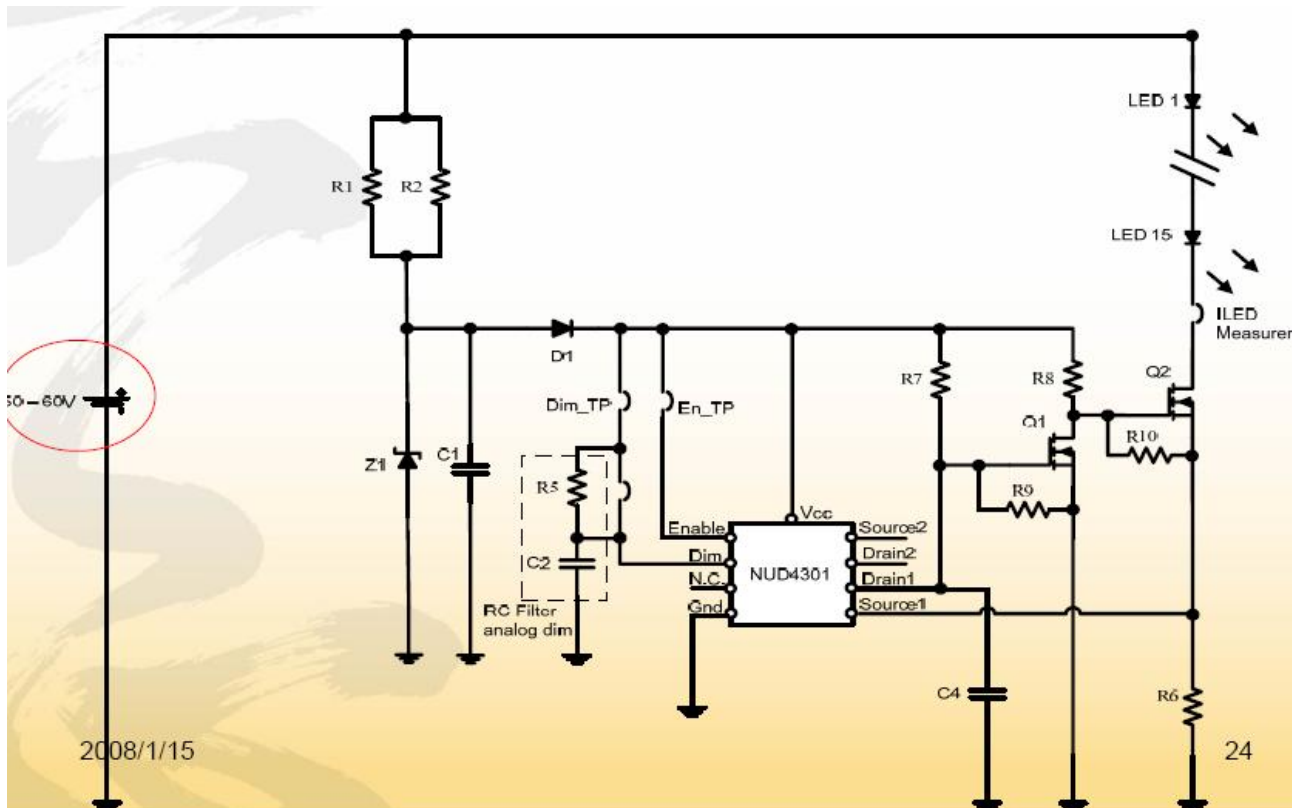 LED 1
R1
R2
LED 15
ILED
Measurer
D1
R7
R8
Q2
60-60V
Dim_TP
En_TP
Q1
R10
Z1
C1
R5
R9
Vcc
Enable
Source2
Dim
Drain2
C2
NUD4301
N.C.
Drain1
Gnd
Source1
RC Filter
analog dim
C4
R6
2008/1/15
24